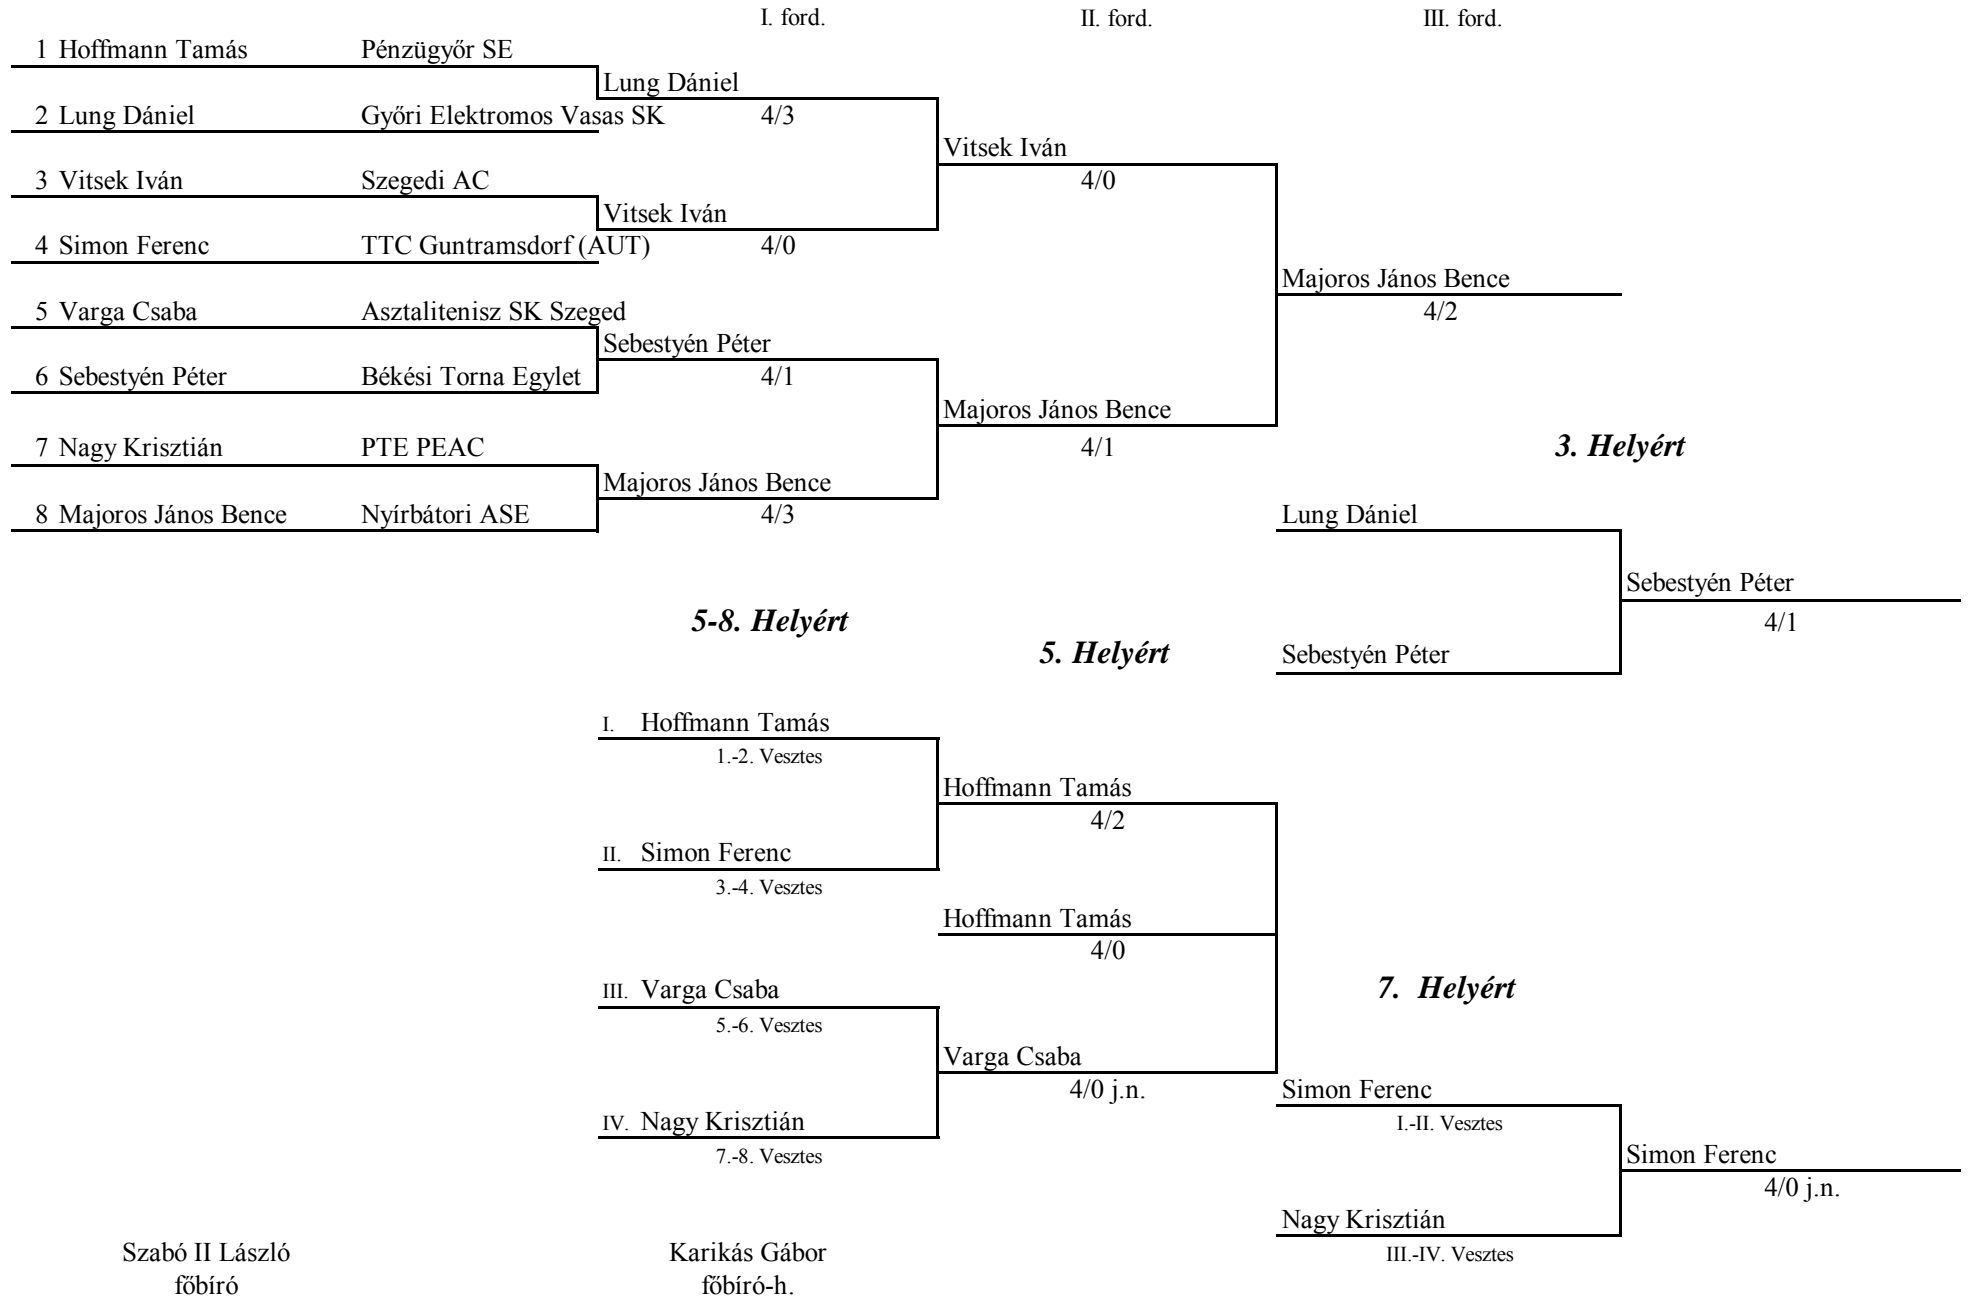 I. ford. II. ford. III. ford.
1 Hoffmann Tamás Pénzügyőr SE
Lung Dániel
2 Lung Dániel Győri Elektromos Vasas SK 4/3
Vitsek Iván
3 Vitsek Iván Szegedi AC 4/0
Vitsek Iván
4 Simon Ferenc TTC Guntramsdorf (AUT) 4/0
Majoros János Bence
5 Varga Csaba Asztalitenisz SK Szeged 4/2
Sebestyén Péter
6 Sebestyén Péter Békési Torna Egylet 4/1
Majoros János Bence
7 Nagy Krisztián PTE PEAC 4/1 3. Helyért
Majoros János Bence
8 Majoros János Bence Nyírbátori ASE 4/3 Lung Dániel
Sebestyén Péter
5-8. Helyért 4/1
5. Helyért Sebestyén Péter
I. Hoffmann Tamás
1.-2. Vesztes
Hoffmann Tamás
4/2
II. Simon Ferenc
3.-4. Vesztes
Hoffmann Tamás
4/0
III. Varga Csaba 7. Helyért
5.-6. Vesztes
Varga Csaba
4/0 j.n. Simon Ferenc
IV. Nagy Krisztián I.-II. Vesztes
7.-8. Vesztes Simon Ferenc
4/0 j.n.
Nagy Krisztián
Szabó II László Karikás Gábor III.-IV. Vesztes
főbíró főbíró-h.